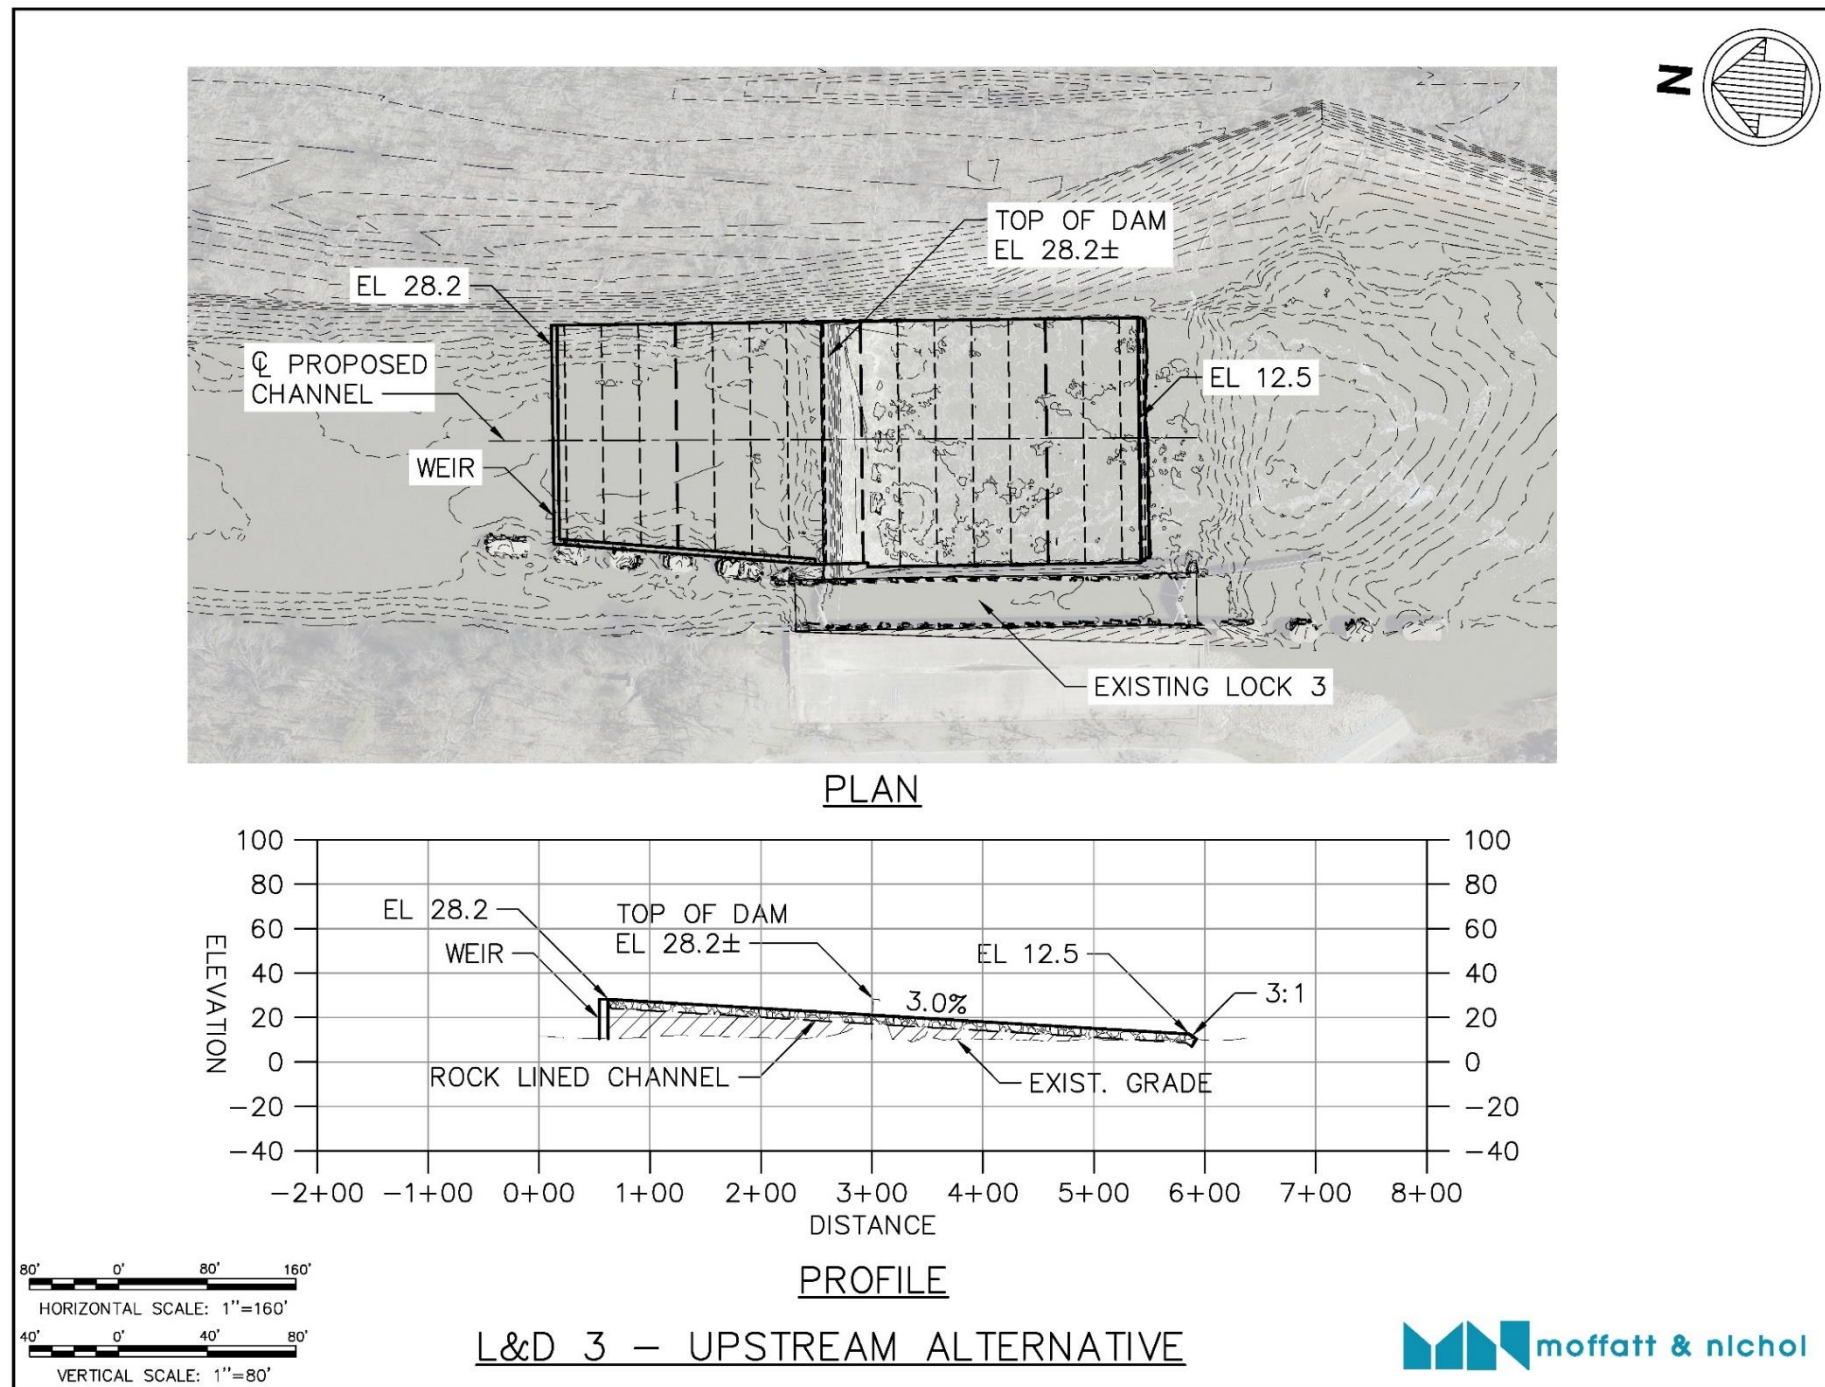 N
TOP OF DAM
EL 28.2±
EL 28.2
℄ PROPOSED
CHANNEL
EL 12.5
WEIR
EXISTING LOCK 3
PLAN
100
80
60
40
20
0
-20
-40
ELEVATION
100
80
60
40
20
0
-20
-40
EL 28.2
TOP OF DAM
EL 28.2±
WEIR
EL 12.5
3.0%
3:1
ROCK LINED CHANNEL
EXIST. GRADE
-2+00 -1+00 0+00 1+00 2+00 3+00 4+00 5+00 6+00 7+00 8+00
DISTANCE
PROFILE
80' 0' 80' 160'
HORIZONTAL SCALE: 1"=160'
40' 0' 40' 80'
VERTICAL SCALE: 1"=80'
L&D 3 - UPSTREAM ALTERNATIVE
moffatt & nichol